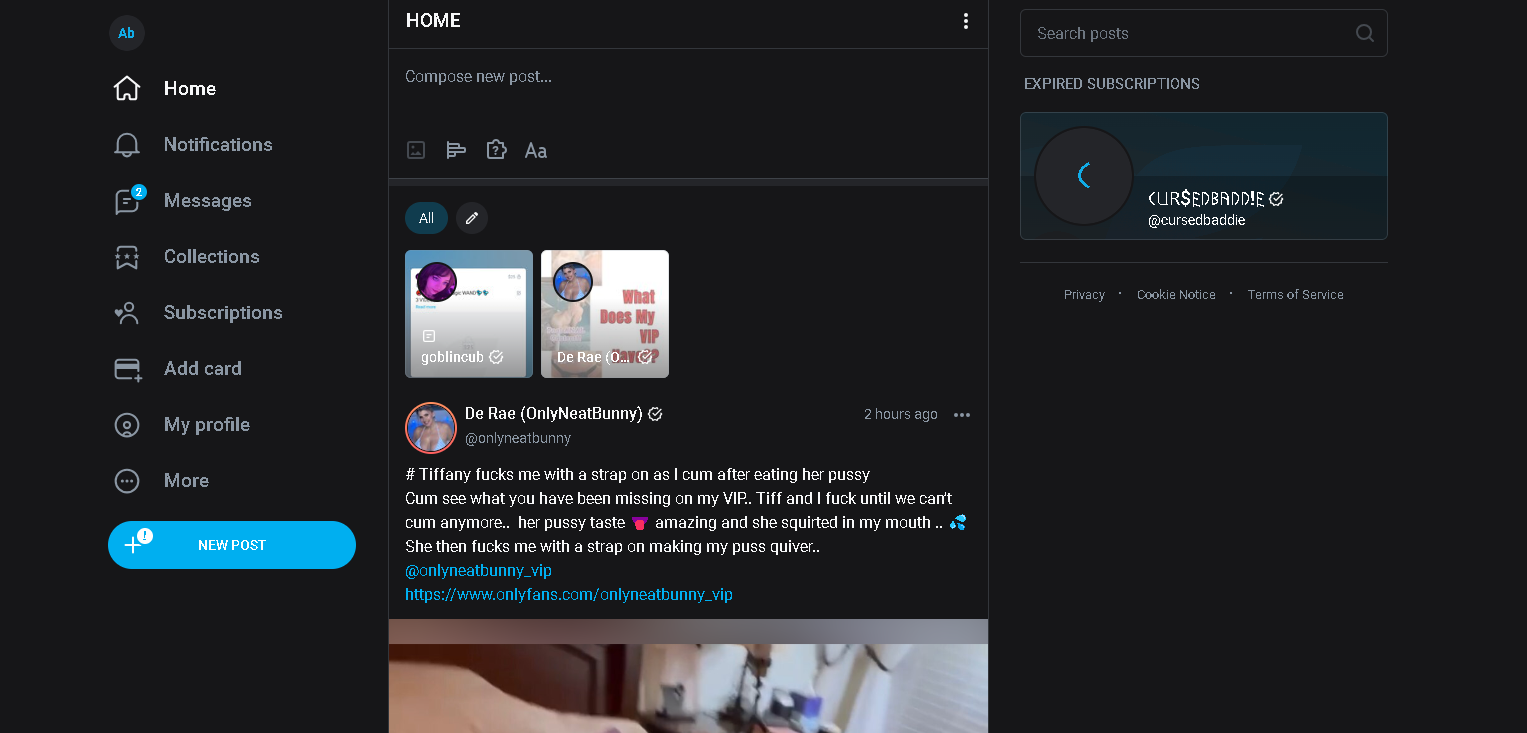 Ab
Home
Notifications
2
Messages
Collections
Subscriptions
Add card
My profile
More
!
NEW POST
HOME
Compose new post...
Aa
All
goblincub
What
Does My
VIP
De Rae (O...
De Rae (OnlyNeatBunny)
2 hours ago
@onlyneatbunny
# Tiffany fucks me with a strap on as I cum after eating her pussy
Cum see what you have been missing on my VIP.. Tiff and I fuck until we can't
cum anymore.. her pussy taste 👅 amazing and she squirted in my mouth .. 💦
She then fucks me with a strap on making my puss quiver..
@onlyneatbunny_vip
https://www.onlyfans.com/onlyneatbunny_vip
Search posts
EXPIRED SUBSCRIPTIONS
@cursedbaddie
Privacy · Cookie Notice · Terms of Service